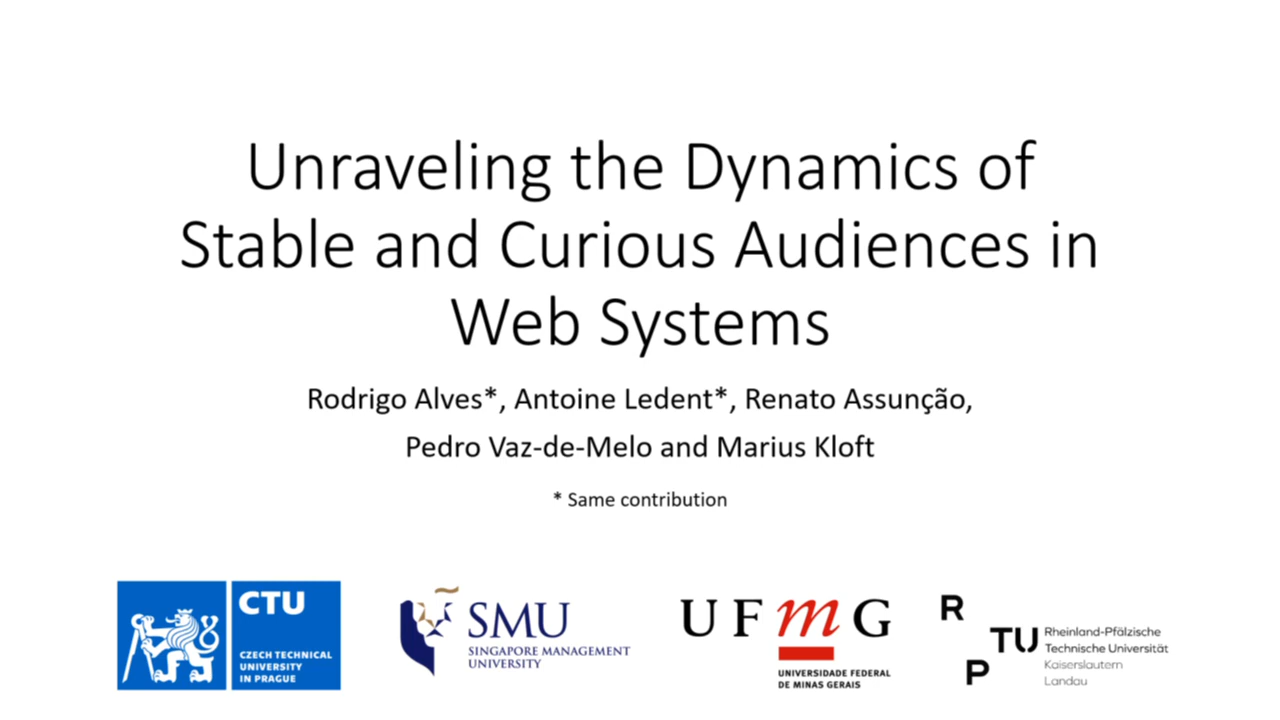 Unraveling the Dynamics of
Stable and Curious Audiences in
Web Systems
Rodrigo Alves*, Antoine Ledent*, Renato Assunção,
Pedro Vaz-de-Melo and Marius Kloft
* Same contribution
CTU
CZECH TECHNICAL
UNIVERSITY
IN PRAGUE
SMU
SINGAPORE MANAGEMENT
UNIVERSITY
UFmG
UNIVERSIDADE FEDERAL
DE MINAS GERAIS
R
TU
P
Rheinland-Pfälzische
Technische Universität
Kaiserslautern
Landau